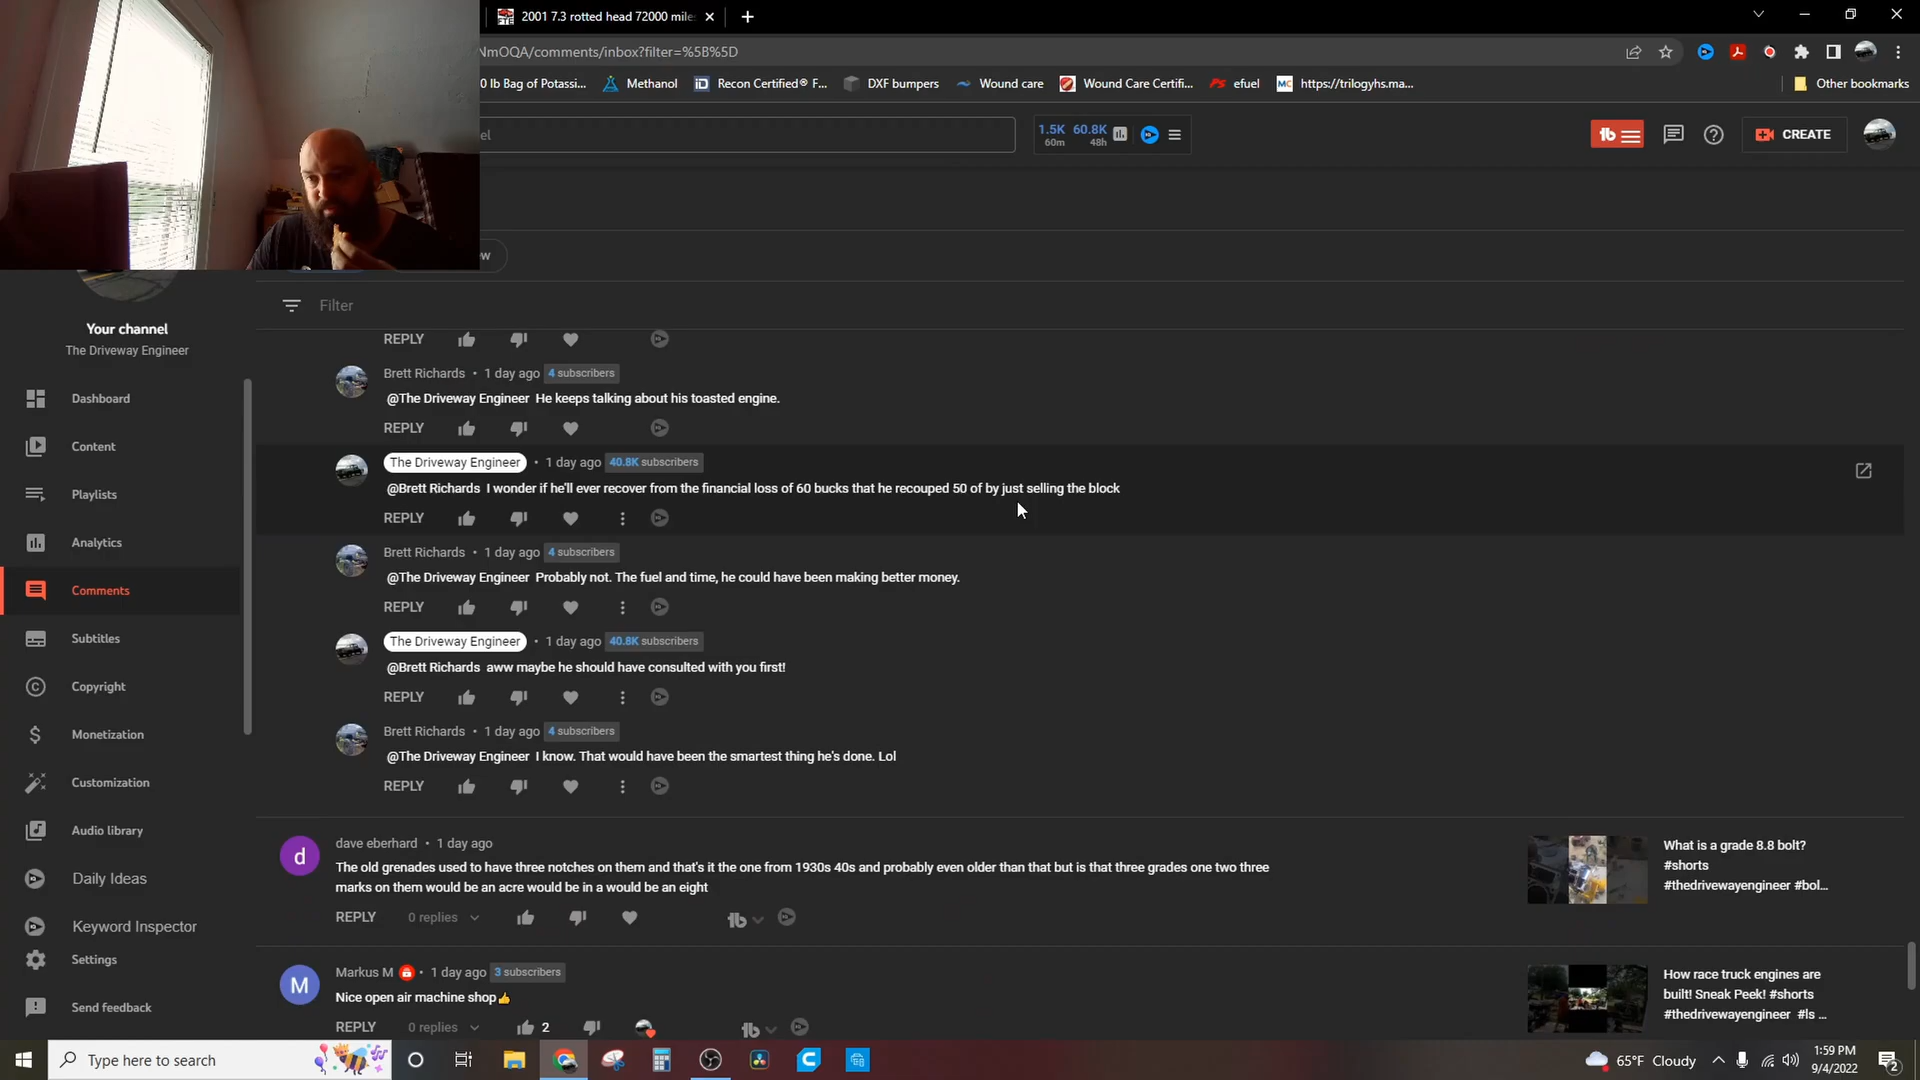 2001 7.3 rotted head 72000 mile
NmOQA/comments/inbox?filter=%5B%5D
0 lb Bag of Potassi...
Methanol
Recon Certified® F...
DXF bumpers
Wound care
Wound Care Certifi...
efuel
https://trilogyhs.ma...
Other bookmarks
el
1.5K 60.8K
60m 48h
CREATE
ew
Filter
Your channel
The Driveway Engineer
Dashboard
Content
Playlists
Analytics
Comments
Subtitles
Copyright
Monetization
Customization
Audio library
Daily Ideas
Keyword Inspector
Settings
Send feedback
REPLY
Brett Richards • 1 day ago 4 subscribers
@The Driveway Engineer He keeps talking about his toasted engine.
REPLY
The Driveway Engineer • 1 day ago 40.8K subscribers
@Brett Richards I wonder if he'll ever recover from the financial loss of 60 bucks that he recouped 50 of by just selling the block
REPLY
Brett Richards • 1 day ago 4 subscribers
@The Driveway Engineer Probably not. The fuel and time, he could have been making better money.
REPLY
The Driveway Engineer • 1 day ago 40.8K subscribers
@Brett Richards aww maybe he should have consulted with you first!
REPLY
Brett Richards • 1 day ago 4 subscribers
@The Driveway Engineer I know. That would have been the smartest thing he's done. Lol
REPLY
d
dave eberhard • 1 day ago
The old grenades used to have three notches on them and that's it the one from 1930s 40s and probably even older than that but is that three grades one two three
marks on them would be an acre would be in a would be an eight
REPLY 0 replies
What is a grade 8.8 bolt?
#shorts
#thedrivewayengineer #bol...
M
Markus M • 1 day ago 3 subscribers
Nice open air machine shop👍
REPLY 0 replies 2
How race truck engines are
built! Sneak Peek! #shorts
#thedrivewayengineer #ls ...
Type here to search
65°F Cloudy
1:59 PM
9/4/2022
2